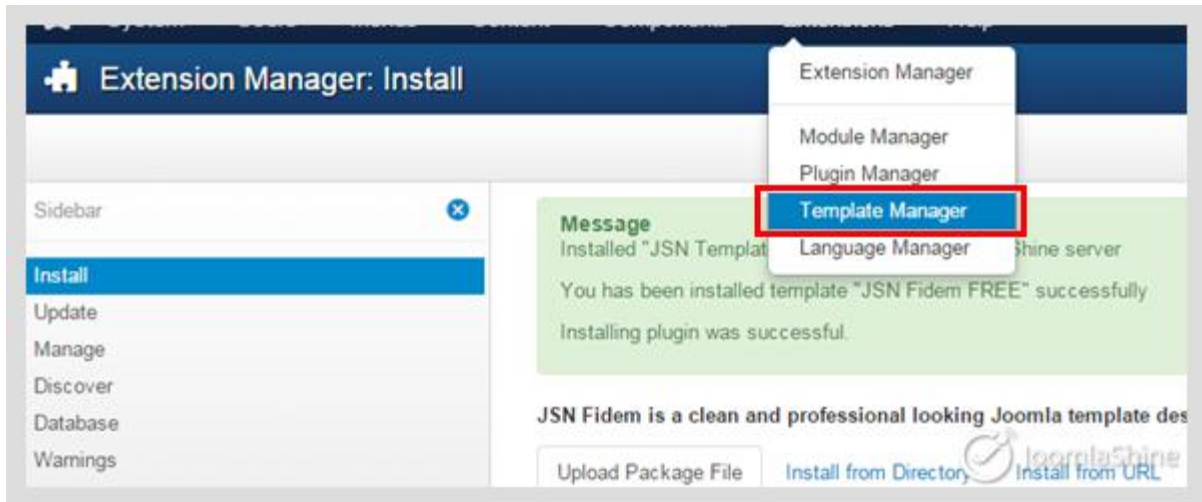 Extension Manager: Install
Extension Manager
Module Manager
Plugin Manager
Template Manager
Language Manager
Sidebar
Install
Update
Manage
Discover
Database
Warnings
Message
Installed "JSN Templat shine server
You has been installed template "JSN Fidem FREE" successfully
Installing plugin was successful.
JSN Fidem is a clean and professional looking Joomla template des
Upload Package File Install from Directory Install from URL
JoomlaShine